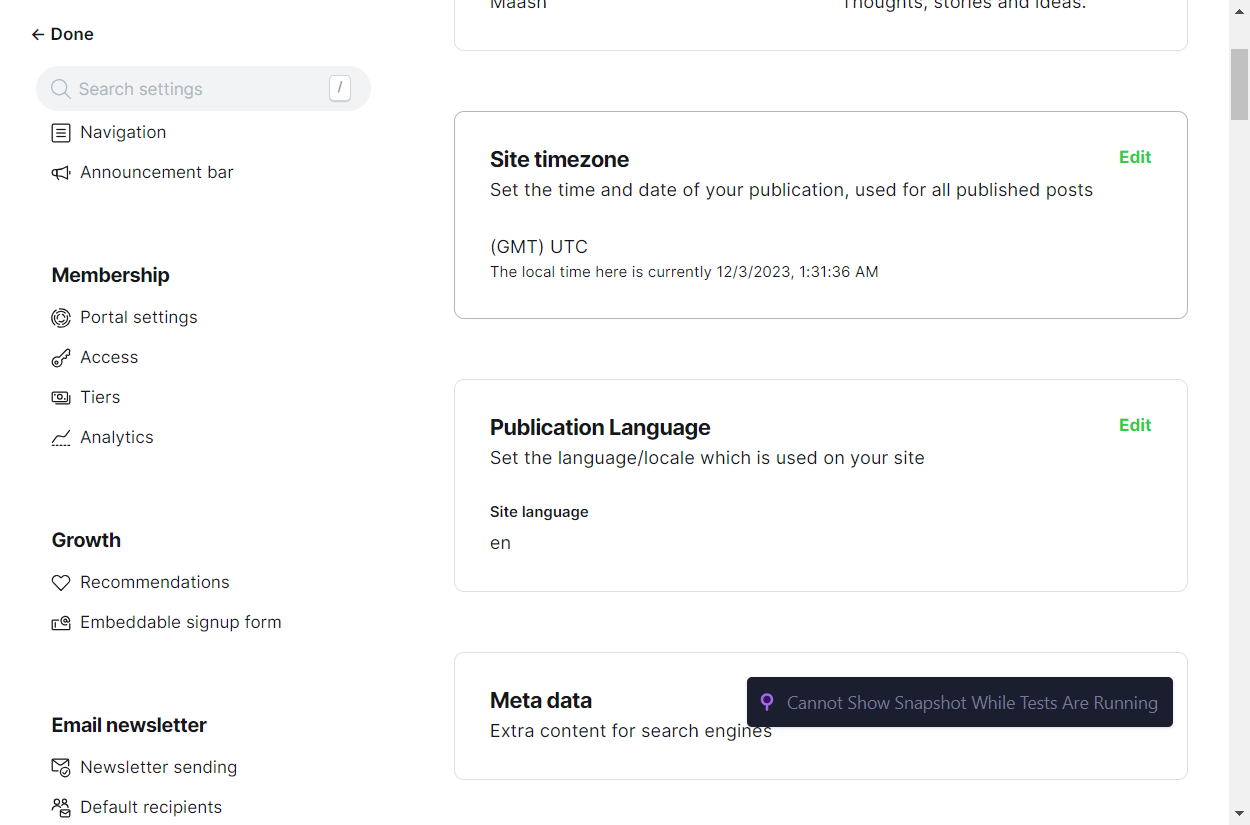 Done
Search settings
/
Navigation
Announcement bar
Membership
Portal settings
Access
Tiers
Analytics
Growth
Recommendations
Embeddable signup form
Email newsletter
Newsletter sending
Default recipients
Maash
Thoughts, stories and ideas.
Site timezone
Edit
Set the time and date of your publication, used for all published posts
(GMT) UTC
The local time here is currently 12/3/2023, 1:31:36 AM
Publication Language
Edit
Set the language/locale which is used on your site
Site language
en
Meta data
Extra content for search engines
Cannot Show Snapshot While Tests Are Running